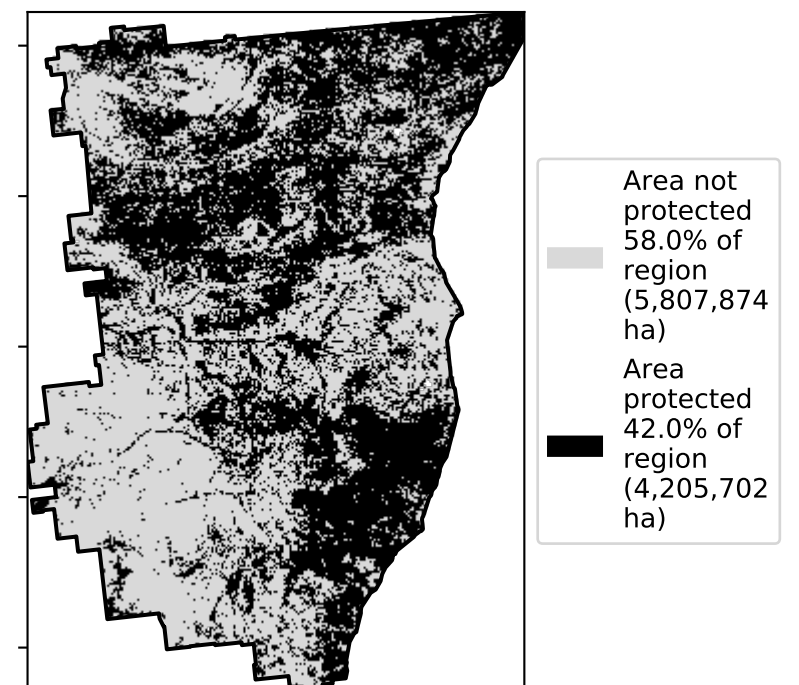 Area not
protected
58.0% of
region
(5,807,874
ha)
Area
protected
42.0% of
region
(4,205,702
ha)